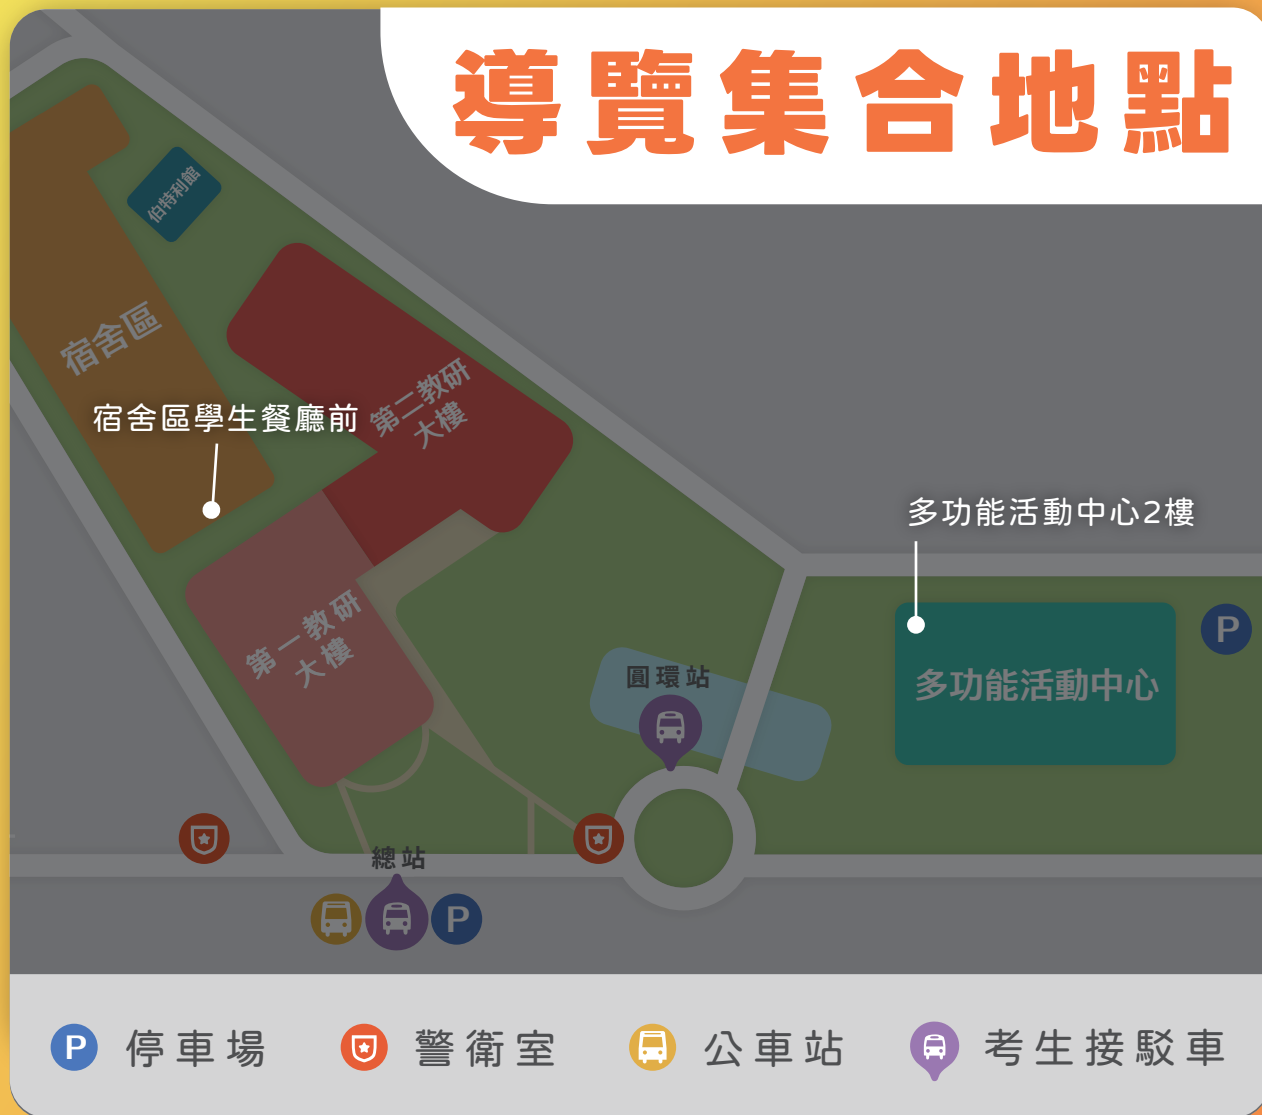 導覽集合地點
伯特利館
宿舍區
第二教研
大樓
宿舍區學生餐廳前
多功能活動中心2樓
第一教研
大樓
圓環站
多功能活動中心
P
總站
P
P 停車場
警衛室
公車站
考生接駁車